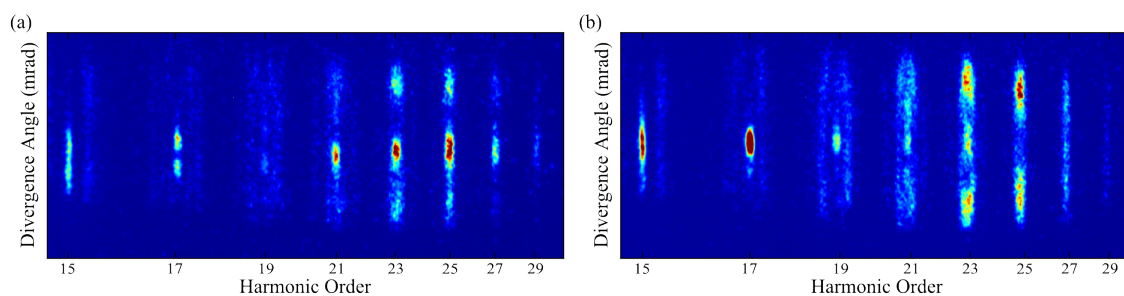 (a)
Divergence Angle (mrad)
15 17 19 21 23 25 27 29
Harmonic Order
(b)
Divergence Angle (mrad)
15 17 19 21 23 25 27 29
Harmonic Order